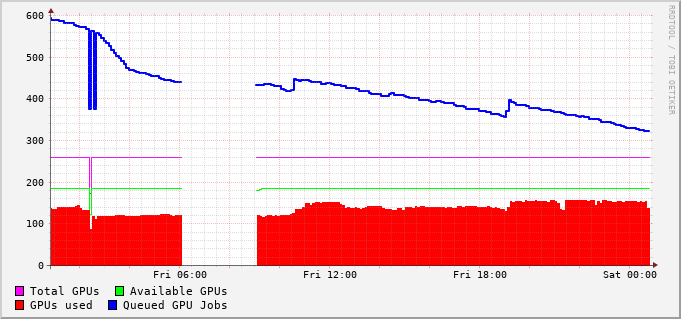 600
500
400
300
200
100
0
Fri 06:00 Fri 12:00 Fri 18:00 Sat 00:00
Total GPUs Available GPUs
GPUs used Queued GPU Jobs
RRDTOOL / TOBI OETIKER